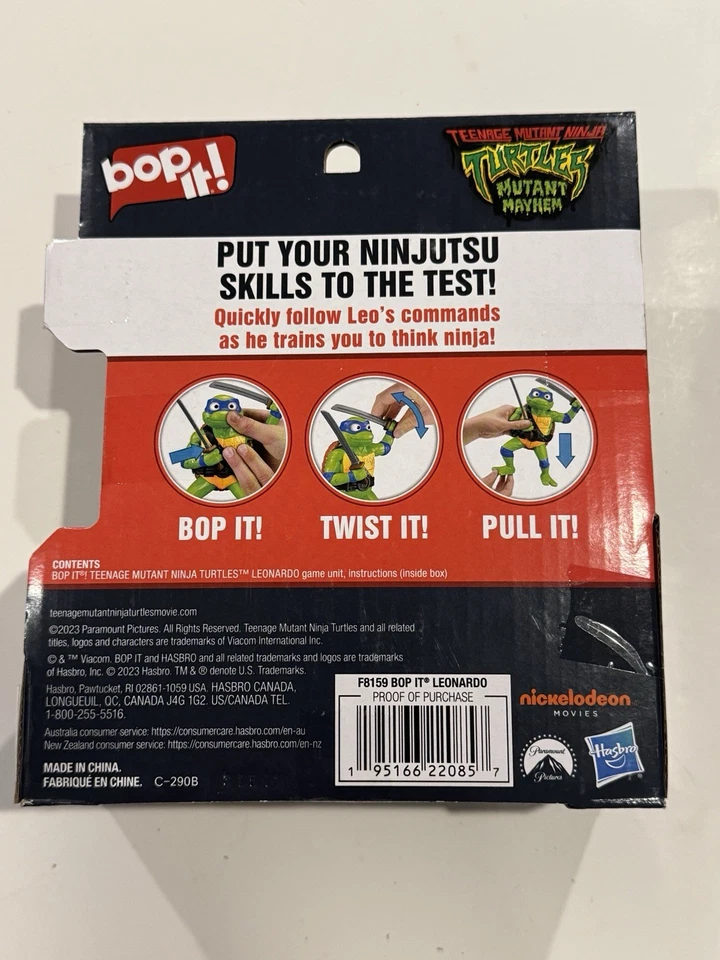 bop it!
TEENAGE MUTANT NINJA
TURTLES
MUTANT
MAYHEM
PUT YOUR NINJUTSU
SKILLS TO THE TEST!
Quickly follow Leo's commands
as he trains you to think ninja!
BOP IT! TWIST IT! PULL IT!
CONTENTS
BOP IT®! TEENAGE MUTANT NINJA TURTLES™ LEONARDO game unit, instructions (inside box)
teenagemutantninjaturtlesmovie.com
©2023 Paramount Pictures. All Rights Reserved. Teenage Mutant Ninja Turtles and all related
titles, logos and characters are trademarks of Viacom International Inc.
© & ™ Viacom. BOP IT and HASBRO and all related trademarks and logos are trademarks
of Hasbro, Inc. © 2023 Hasbro. TM & ® denote U.S. Trademarks.
Hasbro, Pawtucket, RI 02861-1059 USA. HASBRO CANADA,
LONGUEUIL, QC, CANADA J4G 1G2. US/CANADA TEL.
1-800-255-5516.
Australia consumer service: https://consumercare.hasbro.com/en-au
New Zealand consumer service: https://consumercare.hasbro.com/en-nz
MADE IN CHINA.
FABRIQUÉ EN CHINE. C-290B
F8159 BOP IT® LEONARDO
PROOF OF PURCHASE
1 95166 22085 7
nickelodeon
MOVIES
Paramount
Pictures
Hasbro